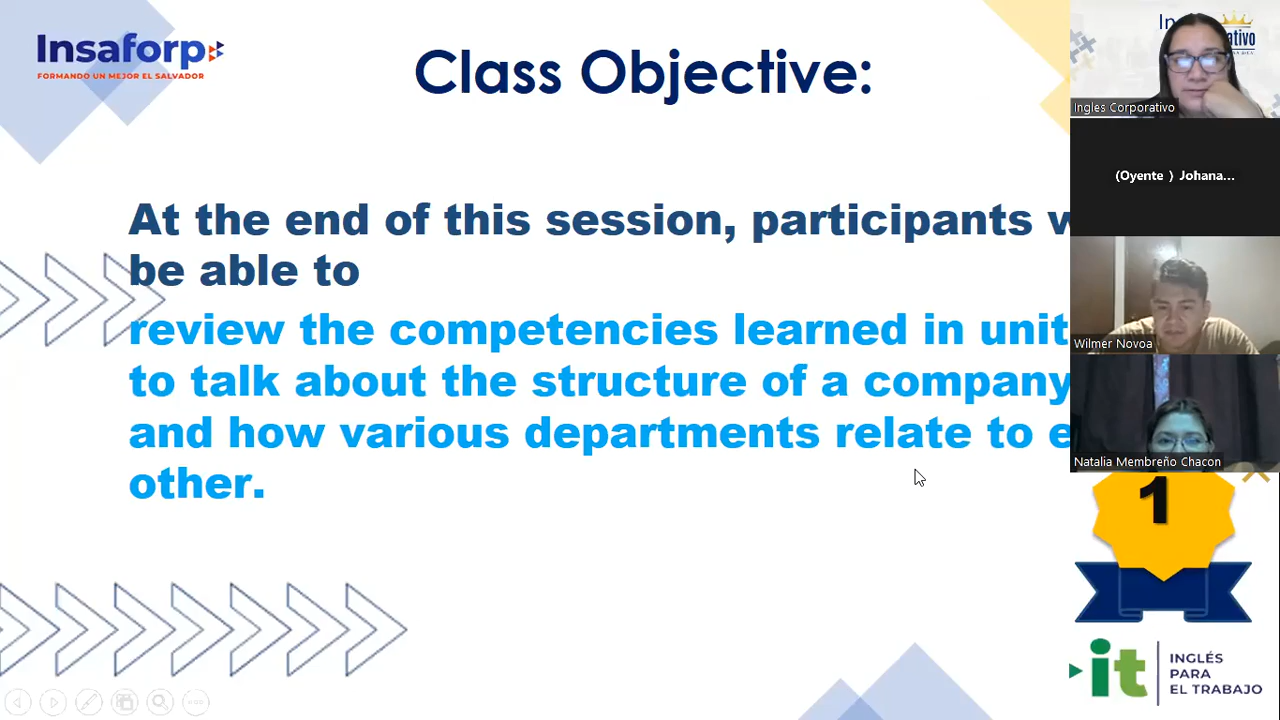 Insaforp
FORMANDO UN MEJOR EL SALVADOR
Class Objective:
At the end of this session, participants
be able to
review the competencies learned in unit
to talk about the structure of a company
and how various departments relate to
other.
Ingles Corporativo
(Oyente ) Johana...
Wilmer Novoa
Natalia Membreño Chacon
1
it
INGLÉS
PARA
EL TRABAJO